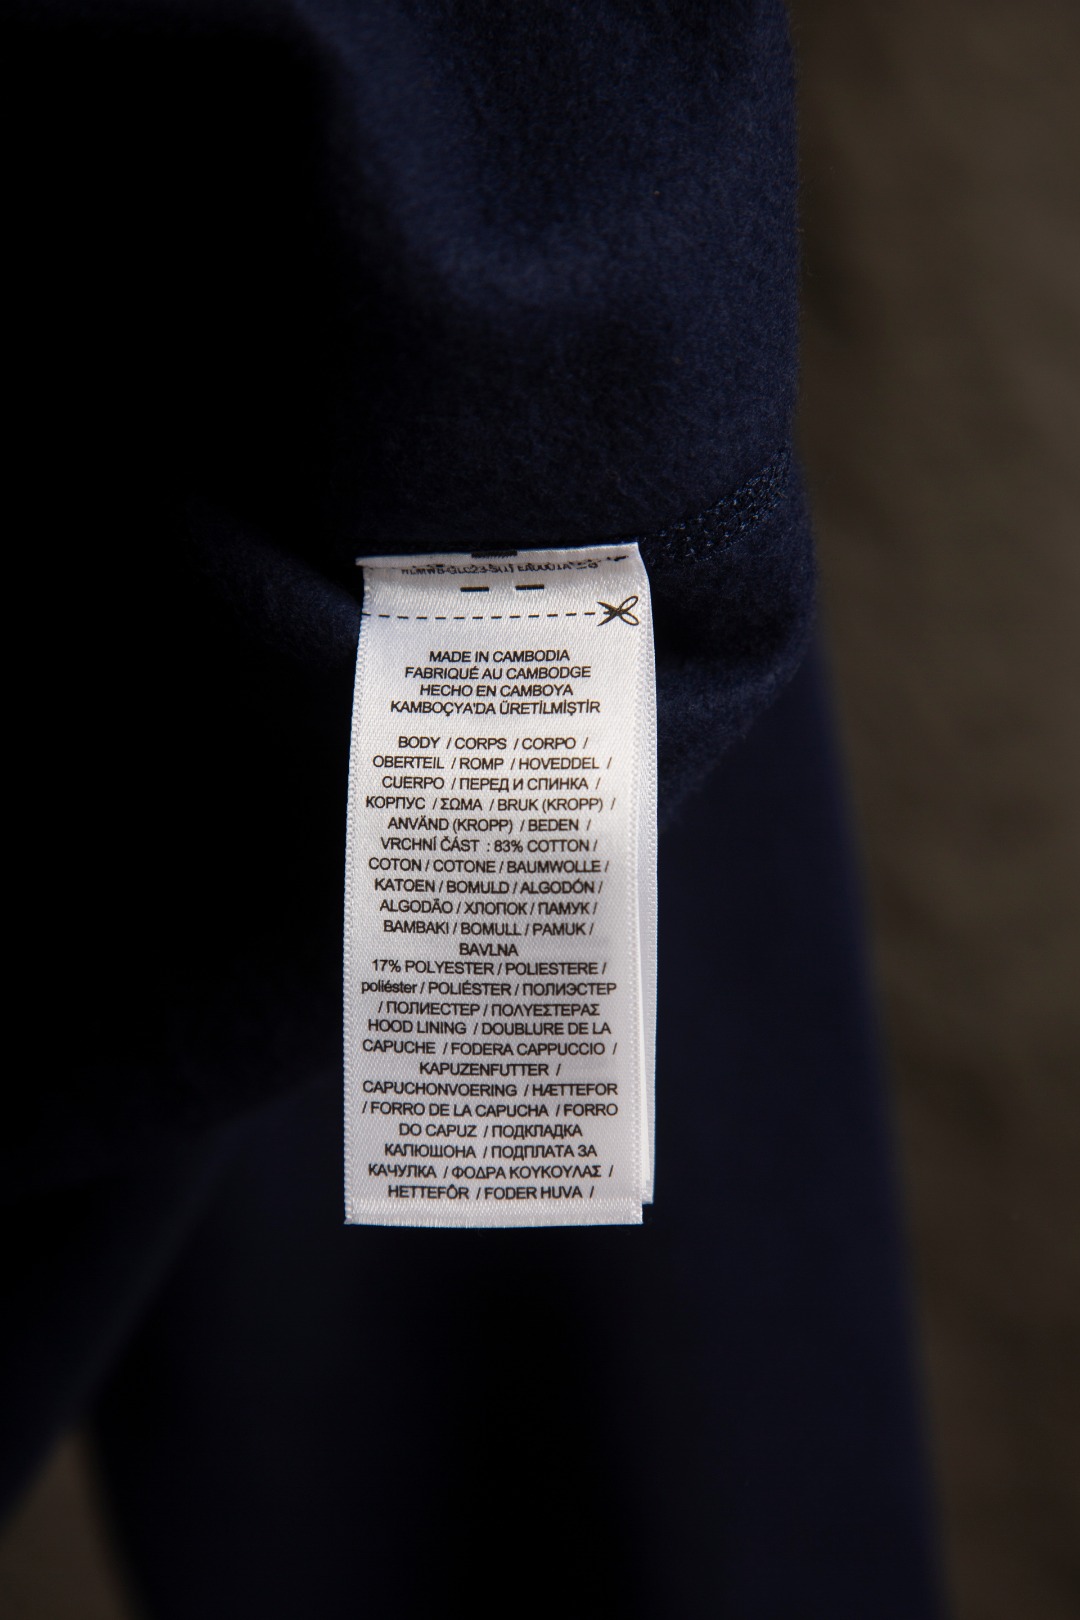 MADE IN CAMBODIA
FABRIQUÉ AU CAMBODGE
HECHO EN CAMBOYA
KAMBOÇYA'DA ÜRETİLMİŞTİR
BODY / CORPS / CORPO /
OBERTEIL / ROMP / HOVEDDEL /
CUERPO / ПЕРЕД И СПИНКА /
КОРПУС / ΣΩΜΑ / BRUK (KROPP) /
ANVÄND (KROPP) / BEDEN /
VRCHNÍ ČÁST : 83% COTTON /
COTON / COTONE / BAUMWOLLE /
KATOEN / BOMULD / ALGODÓN /
ALGODÃO / ХЛОПОК / ПАМУК /
BAMBAKI / BOMULL / PAMUK /
BAVLNA
17% POLYESTER / POLIESTERE /
poliéster / POLIÉSTER / ПОЛИЭСТЕР
/ ПОЛИЕСТЕР / ΠΟΛΥΕΣΤΕΡΑΣ
HOOD LINING / DOUBLURE DE LA
CAPUCHE / FODERA CAPPUCCIO /
KAPUZENFUTTER /
CAPUCHONVOERING / HÆTTEFOR
/ FORRO DE LA CAPUCHA / FORRO
DO CAPUZ / ПОДКЛАДКА
КАПЮШОНА / ПОДПЛАТА ЗА
КАЧУЛКА / ΦΟΔΡΑ ΚΟΥΚΟΥΛΑΣ /
HETTEFÔR / FODER HUVA /